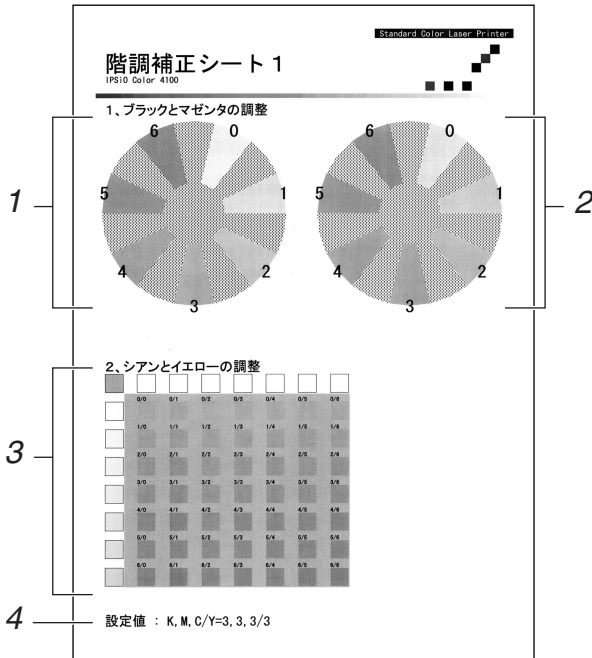 Standard Color Laser Printer
階調補正シート１
IPSiO Color 4100
1、ブラックとマゼンタの調整
6 0 6 0
5 1 5 1
1 2
4 2 4 2
3 3
2、シアンとイエローの調整
0/0 0/1 0/2 0/3 0/4 0/5 0/6
1/0 1/1 1/2 1/3 1/4 1/5 1/6
2/0 2/1 2/2 2/3 2/4 2/5 2/6
3
3/0 3/1 3/2 3/3 3/4 3/5 3/6
4/0 4/1 4/2 4/3 4/4 4/5 4/6
5/0 5/1 5/2 5/3 5/4 5/5 5/6
6/0 6/1 6/2 6/3 6/4 6/5 6/6
4
設定値 : K, M, C/Y=3, 3, 3/3